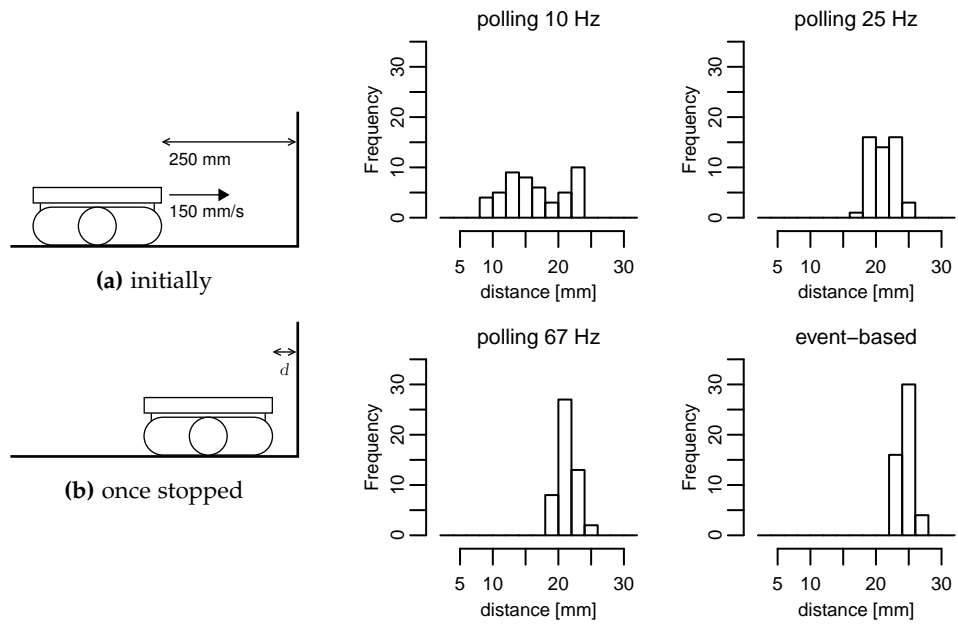 250 mm
150 mm/s
(a) initially
d
(b) once stopped
polling 10 Hz
Frequency
0 10 20 30
5 10 20 30
distance [mm]
polling 25 Hz
Frequency
0 10 20 30
5 10 20 30
distance [mm]
polling 67 Hz
Frequency
0 10 20 30
5 10 20 30
distance [mm]
event−based
Frequency
0 10 20 30
5 10 20 30
distance [mm]